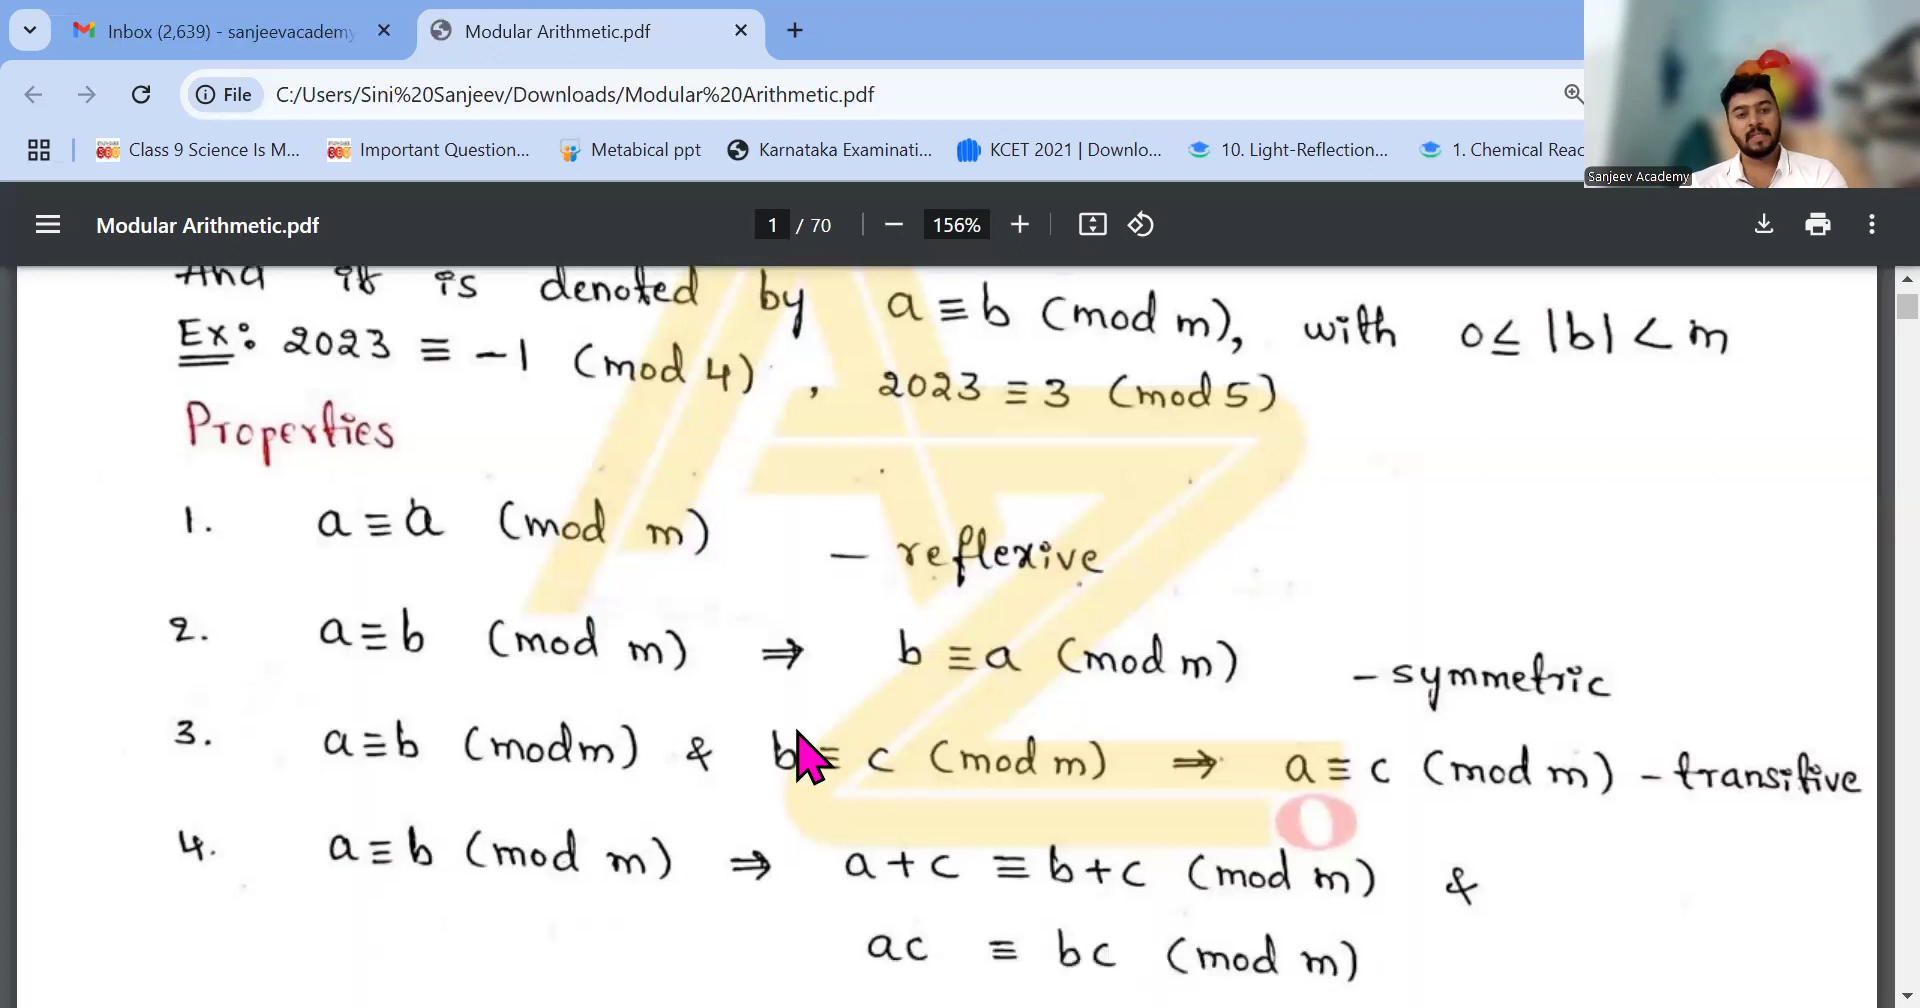 Inbox (2,639) - sanjeevacademy
Modular Arithmetic.pdf
File
C:/Users/Sini%20Sanjeev/Downloads/Modular%20Arithmetic.pdf
Class 9 Science Is M...
Important Question...
Metabical ppt
Karnataka Examinati...
KCET 2021 | Downlo...
10. Light-Reflection...
1. Chemical Reac
Sanjeev Academy
Modular Arithmetic.pdf
1 / 70
156%
And it is denoted by a ≡ b (mod m), with 0 ≤ |b| < m
Ex: 2023 ≡ -1 (mod 4), 2023 ≡ 3 (mod 5)
Properties
1. a ≡ a (mod m) - reflexive
2. a ≡ b (mod m) ⇒ b ≡ a (mod m) - symmetric
3. a ≡ b (mod m) & b ≡ c (mod m) ⇒ a ≡ c (mod m) - transitive
4. a ≡ b (mod m) ⇒ a + c ≡ b + c (mod m) &
ac ≡ bc (mod m)